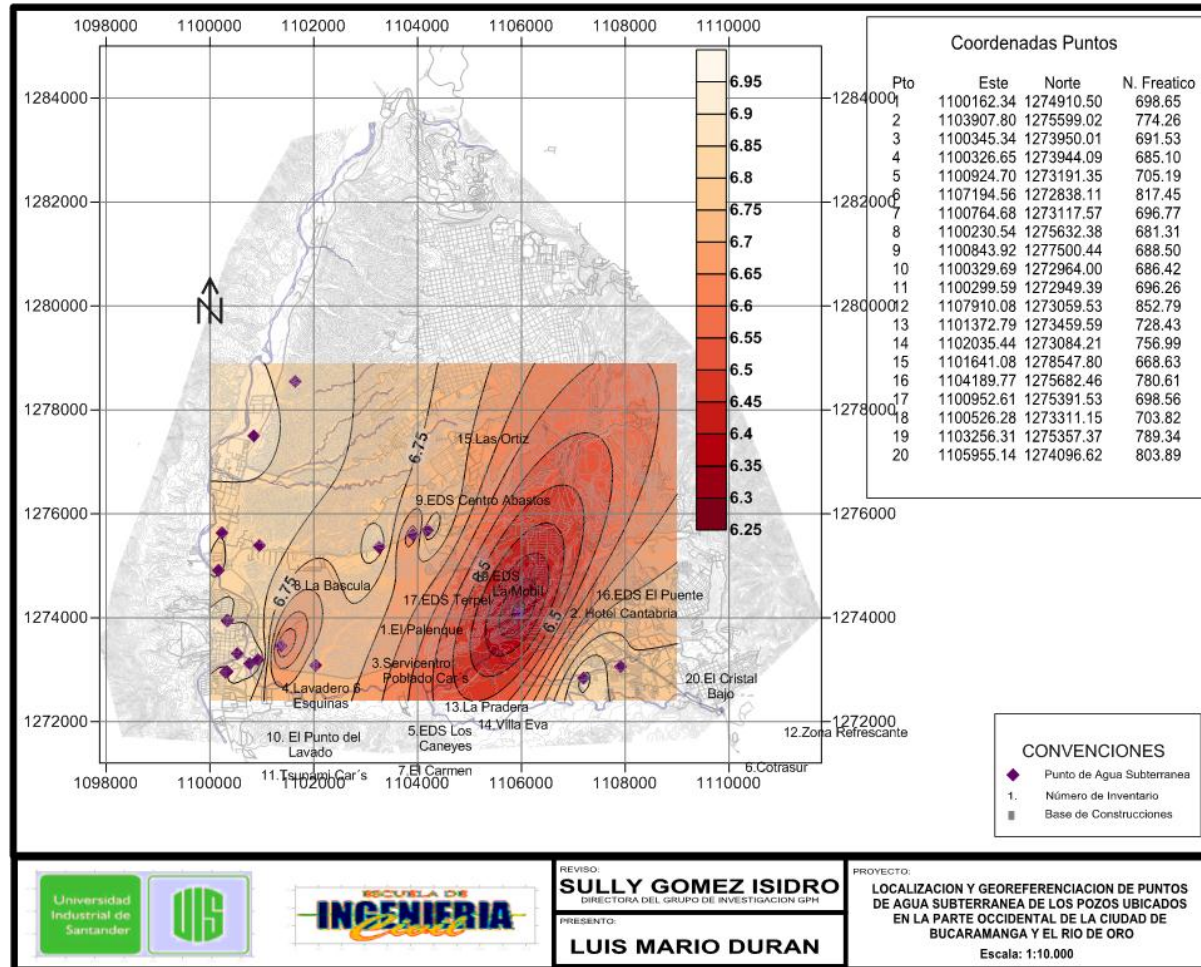 1098000 1100000 1102000 1104000 1106000 1108000 1110000
1284000
1282000
1280000
1278000
1276000
1274000
1272000
1284000
1282000
1280000
1278000
1276000
1274000
1272000
1098000 1100000 1102000 1104000 1106000 1108000 1110000
N
6.95
6.9
6.85
6.8
6.75
6.7
6.65
6.6
6.55
6.5
6.45
6.4
6.35
6.3
6.25
6.75
6.75
6.5
6.5
15.Las Ortiz
9.EDS Centro Abastos
8.La Bascula
EDS
La Mobil
17.EDS Terpel
16.EDS El Puente
2. Hotel Cantabria
1.El Palenque
3.Servicentro
Poblado Car´s
4.Lavadero 6
Esquinas
13.La Pradera
14.Villa Eva
20.El Cristal
Bajo
12.Zona Refrescante
10. El Punto del
Lavado
5.EDS Los
Caneyes
11.Tsunami Car´s
7.El Carmen
6.Cotrasur
Coordenadas Puntos
Pto Este Norte N. Freatico
1 1100162.34 1274910.50 698.65
2 1103907.80 1275599.02 774.26
3 1100345.34 1273950.01 691.53
4 1100326.65 1273944.09 685.10
5 1100924.70 1273191.35 705.19
6 1107194.56 1272838.11 817.45
7 1100764.68 1273117.57 696.77
8 1100230.54 1275632.38 681.31
9 1100843.92 1277500.44 688.50
10 1100329.69 1272964.00 686.42
11 1100299.59 1272949.39 696.26
12 1107910.08 1273059.53 852.79
13 1101372.79 1273459.59 728.43
14 1102035.44 1273084.21 756.99
15 1101641.08 1278547.80 668.63
16 1104189.77 1275682.46 780.61
17 1100952.61 1275391.53 698.56
18 1100526.28 1273311.15 703.82
19 1103256.31 1275357.37 789.34
20 1105955.14 1274096.62 803.89
CONVENCIONES
Punto de Agua Subterranea
1. Número de Inventario
Base de Construcciones
Universidad
Industrial de
Santander
UIS
ESCUELA DE
INGENIERIA
Civil
REVISO:
SULLY GOMEZ ISIDRO
DIRECTORA DEL GRUPO DE INVESTIGACION GPH
PRESENTO:
LUIS MARIO DURAN
PROYECTO:
LOCALIZACION Y GEOREFERENCIACION DE PUNTOS
DE AGUA SUBTERRANEA DE LOS POZOS UBICADOS
EN LA PARTE OCCIDENTAL DE LA CIUDAD DE
BUCARAMANGA Y EL RIO DE ORO
Escala: 1:10.000